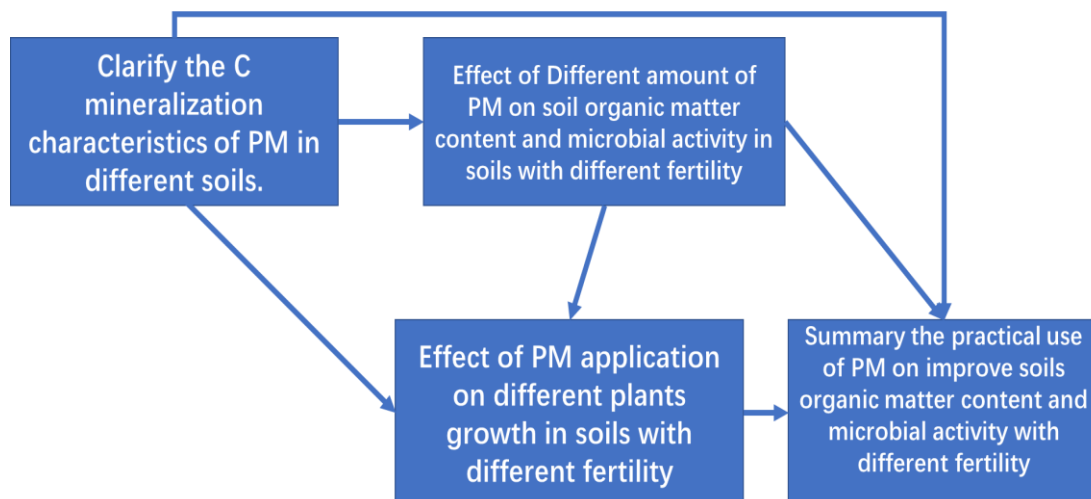 Clarify the C
mineralization
characteristics of PM in
different soils.
Effect of Different amount of
PM on soil organic matter
content and microbial activity in
soils with different fertility
Effect of PM application
on different plants
growth in soils with
different fertility
Summary the practical use
of PM on improve soils
organic matter content and
microbial activity with
different fertility